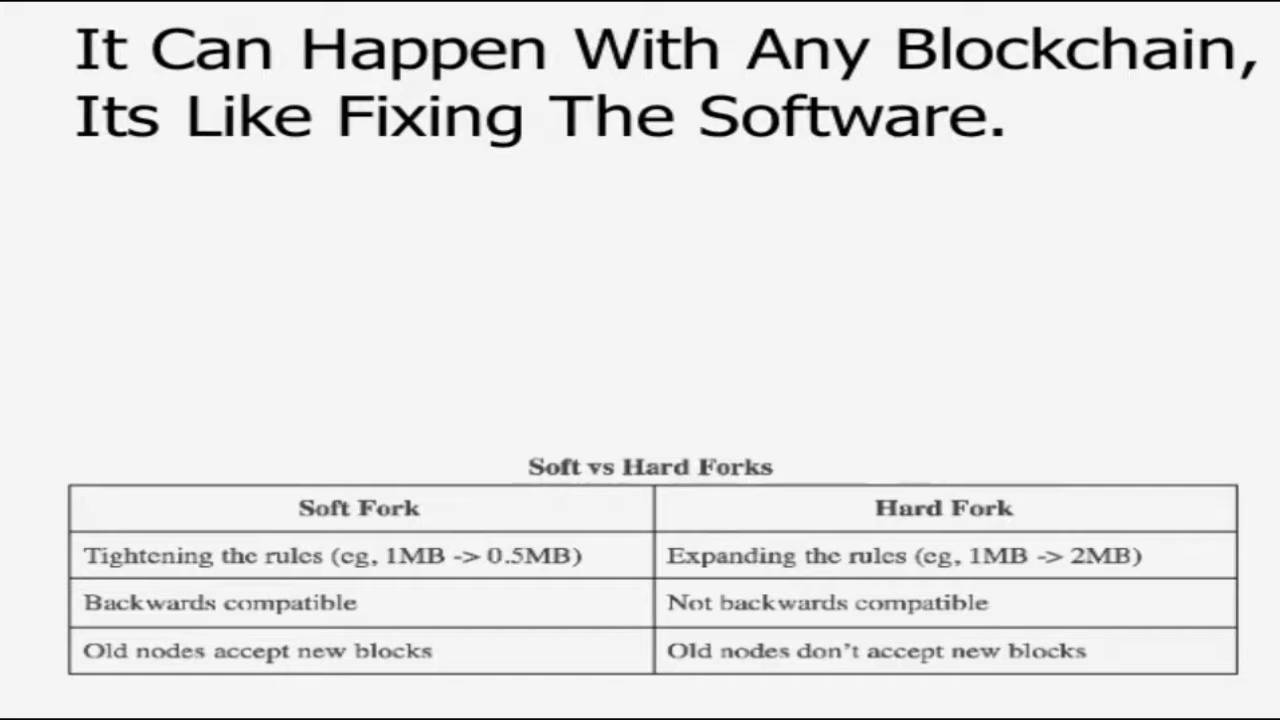 It Can Happen With Any Blockchain,
Its Like Fixing The Software.
Soft vs Hard Forks
Soft Fork Hard Fork
Tightening the rules (eg, 1MB -> 0.5MB) Expanding the rules (eg, 1MB -> 2MB)
Backwards compatible Not backwards compatible
Old nodes accept new blocks Old nodes don't accept new blocks